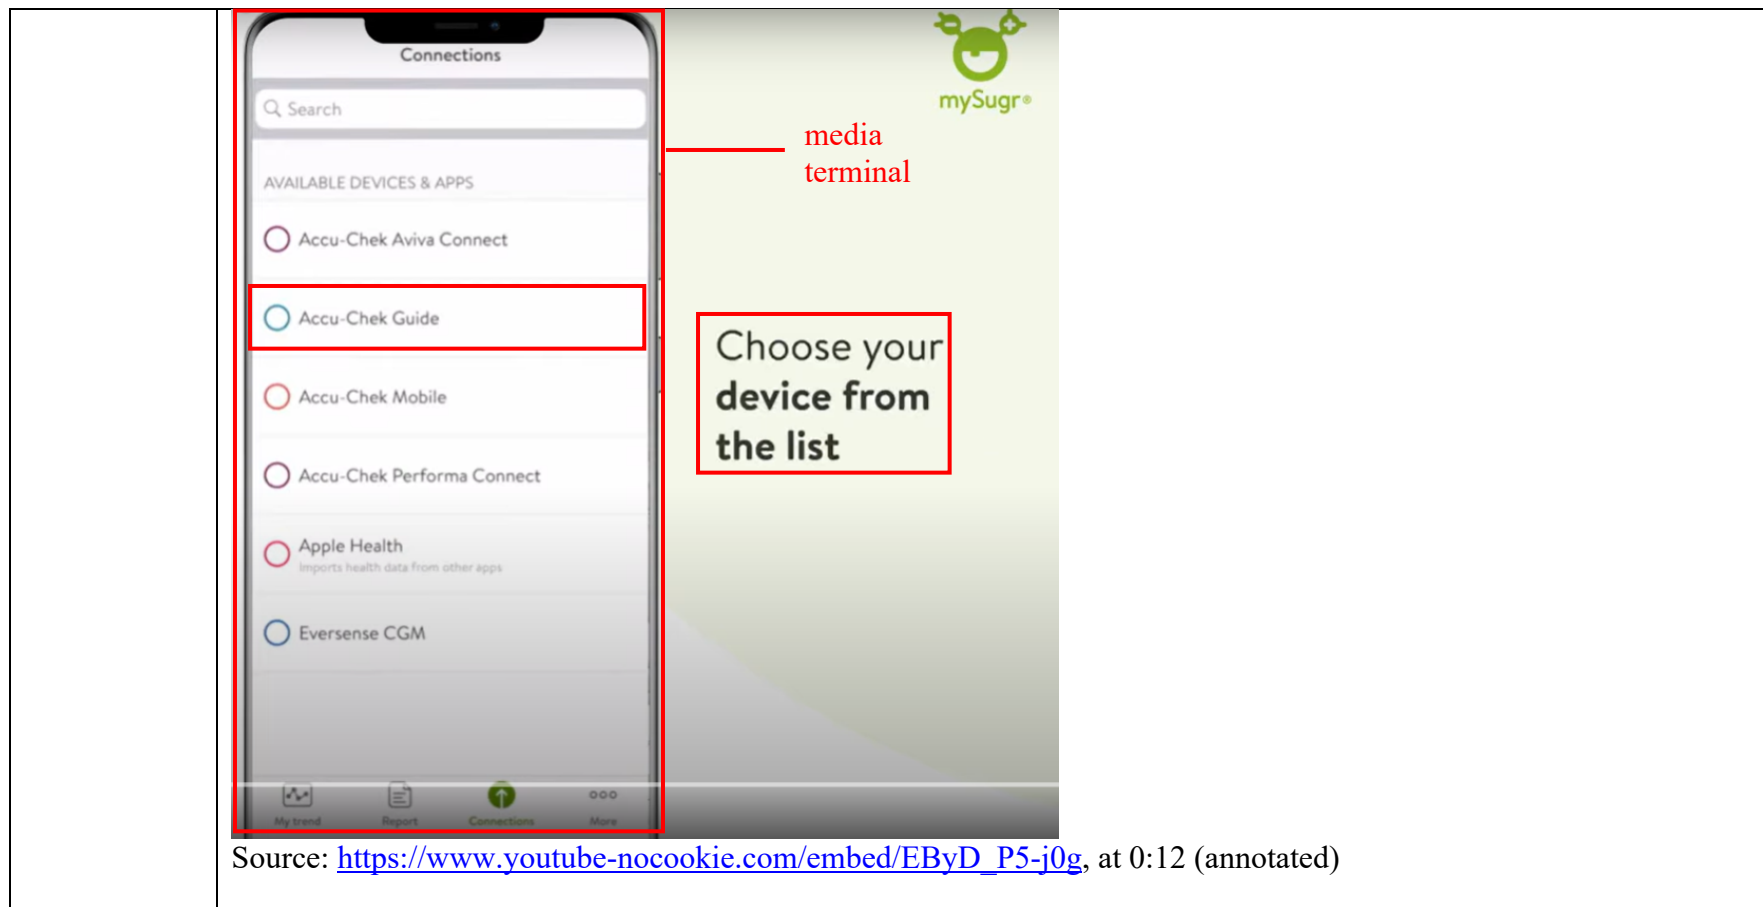 Connections
mySugr®
Search
media
terminal
AVAILABLE DEVICES & APPS
Accu-Chek Aviva Connect
Accu-Chek Guide
Choose your
device from
the list
Accu-Chek Mobile
Accu-Chek Performa Connect
Apple Health
Imports health data from other apps
Eversense CGM
My trend
Report
Connections
More
Source: https://www.youtube-nocookie.com/embed/EByD_P5-j0g, at 0:12 (annotated)